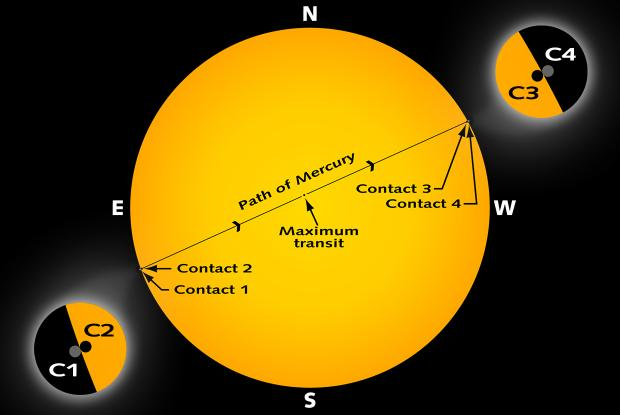 N
C4
C3
Path of Mercury
Contact 3
Contact 4
E
W
Maximum
transit
Contact 2
Contact 1
C2
C1
S